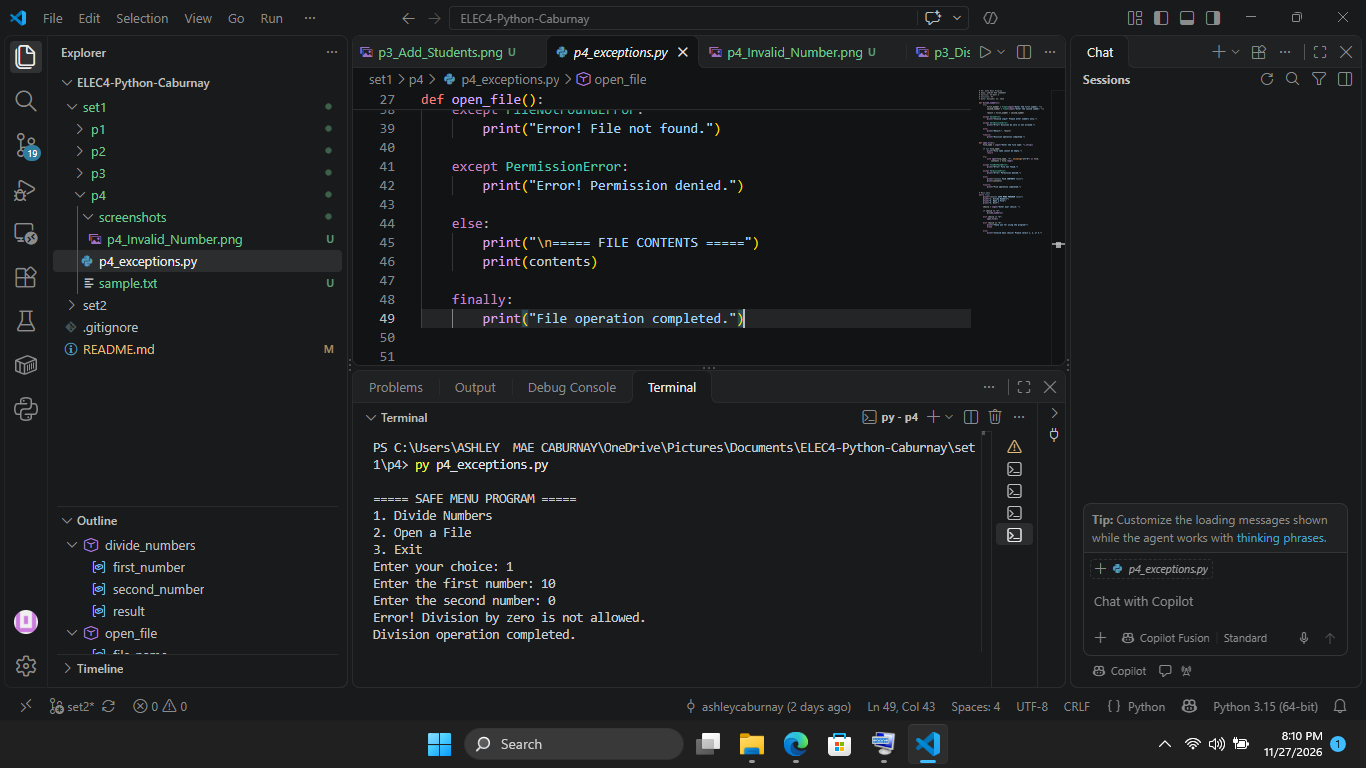 File Edit Selection View Go Run ···
ELEC4-Python-Caburnay
Explorer
ELEC4-Python-Caburnay
set1
p1
p2
p3
p4
screenshots
p4_Invalid_Number.png U
p4_exceptions.py
sample.txt U
set2
.gitignore
README.md M
19
Outline
divide_numbers
first_number
second_number
result
open_file
Timeline
p3_Add_Students.png U p4_exceptions.py p4_Invalid_Number.png U p3_Dis
set1 > p4 > p4_exceptions.py > open_file
27 def open_file():
38 except FileNotFoundError:
39 print("Error! File not found.")
40
41 except PermissionError:
42 print("Error! Permission denied.")
43
44 else:
45 print("\n===== FILE CONTENTS =====")
46 print(contents)
47
48 finally:
49 print("File operation completed.")
50
51
Problems Output Debug Console Terminal
Terminal
py - p4
PS C:\Users\ASHLEY  MAE CABURNAY\OneDrive\Pictures\Documents\ELEC4-Python-Caburnay\set
1\p4> py p4_exceptions.py
===== SAFE MENU PROGRAM =====
1. Divide Numbers
2. Open a File
3. Exit
Enter your choice: 1
Enter the first number: 10
Enter the second number: 0
Error! Division by zero is not allowed.
Division operation completed.
Chat
Sessions
Tip: Customize the loading messages shown
while the agent works with thinking phrases.
p4_exceptions.py
Chat with Copilot
Copilot Fusion Standard
Copilot
set2* 0 0 ashleycaburnay (2 days ago) Ln 49, Col 43 Spaces: 4 UTF-8 CRLF { } Python Python 3.15 (64-bit)
Search
8:10 PM
11/27/2026
1